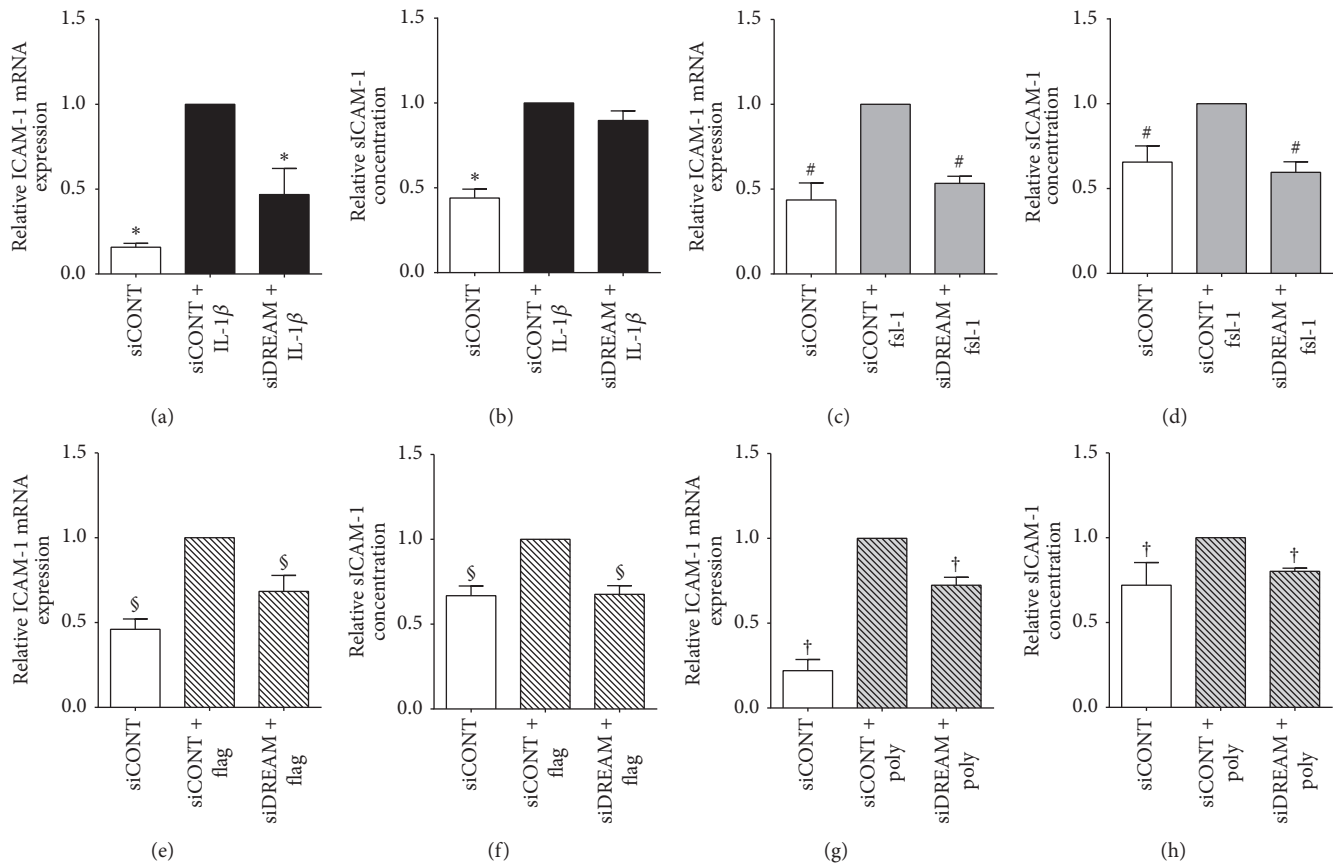 Relative ICAM-1 mRNA
expression
1.5
1.0
0.5
0.0
*
*
siCONT
siCONT +
IL-1β
siDREAM +
IL-1β
(a)
Relative sICAM-1
concentration
1.5
1.0
0.5
0.0
*
siCONT
siCONT +
IL-1β
siDREAM +
IL-1β
(b)
Relative ICAM-1 mRNA
expression
1.5
1.0
0.5
0.0
#
#
siCONT
siCONT +
fsl-1
siDREAM +
fsl-1
(c)
Relative sICAM-1
concentration
1.5
1.0
0.5
0.0
#
#
siCONT
siCONT +
fsl-1
siDREAM +
fsl-1
(d)
Relative ICAM-1 mRNA
expression
1.5
1.0
0.5
0.0
§
§
siCONT
siCONT +
flag
siDREAM +
flag
(e)
Relative sICAM-1
concentration
1.5
1.0
0.5
0.0
§
§
siCONT
siCONT +
flag
siDREAM +
flag
(f)
Relative ICAM-1 mRNA
expression
1.5
1.0
0.5
0.0
†
†
siCONT
siCONT +
poly
siDREAM +
poly
(g)
Relative sICAM-1
concentration
1.5
1.0
0.5
0.0
†
†
siCONT
siCONT +
poly
siDREAM +
poly
(h)